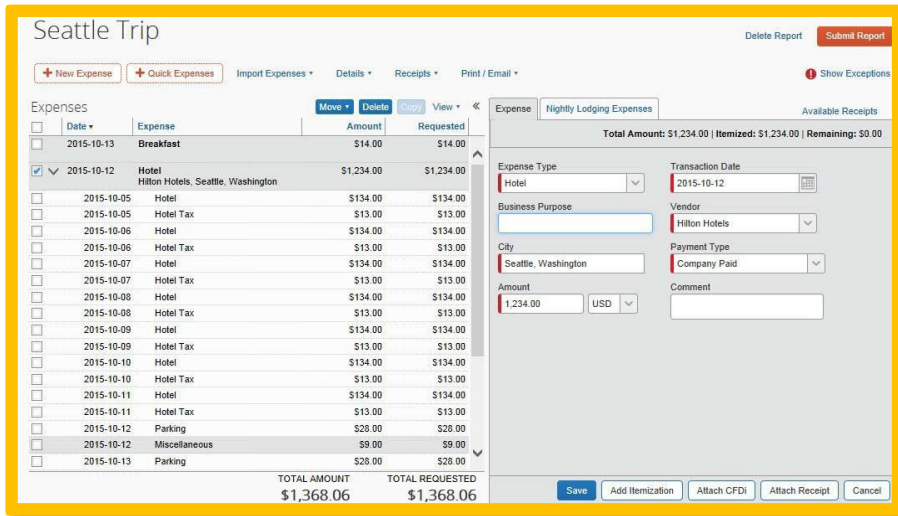 Seattle Trip
Delete Report Submit Report
+ New Expense + Quick Expenses Import Expenses Details Receipts Print / Email Show Exceptions
Expenses Move Delete Copy View «
Date Expense Amount Requested
2015-10-13 Breakfast $14.00 $14.00
2015-10-12 Hotel $1,234.00 $1,234.00
Hilton Hotels, Seattle, Washington
2015-10-05 Hotel $134.00 $134.00
2015-10-05 Hotel Tax $13.00 $13.00
2015-10-06 Hotel $134.00 $134.00
2015-10-06 Hotel Tax $13.00 $13.00
2015-10-07 Hotel $134.00 $134.00
2015-10-07 Hotel Tax $13.00 $13.00
2015-10-08 Hotel $134.00 $134.00
2015-10-08 Hotel Tax $13.00 $13.00
2015-10-09 Hotel $134.00 $134.00
2015-10-09 Hotel Tax $13.00 $13.00
2015-10-10 Hotel $134.00 $134.00
2015-10-10 Hotel Tax $13.00 $13.00
2015-10-11 Hotel $134.00 $134.00
2015-10-11 Hotel Tax $13.00 $13.00
2015-10-12 Parking $28.00 $28.00
2015-10-12 Miscellaneous $9.00 $9.00
2015-10-13 Parking $28.00 $28.00
TOTAL AMOUNT TOTAL REQUESTED
$1,368.06 $1,368.06
Expense Nightly Lodging Expenses Available Receipts
Total Amount: $1,234.00 | Itemized: $1,234.00 | Remaining: $0.00
Expense Type Transaction Date
Hotel 2015-10-12
Business Purpose Vendor
Hilton Hotels
City Payment Type
Seattle, Washington Company Paid
Amount Comment
1,234.00 USD
Save Add Itemization Attach CFDi Attach Receipt Cancel